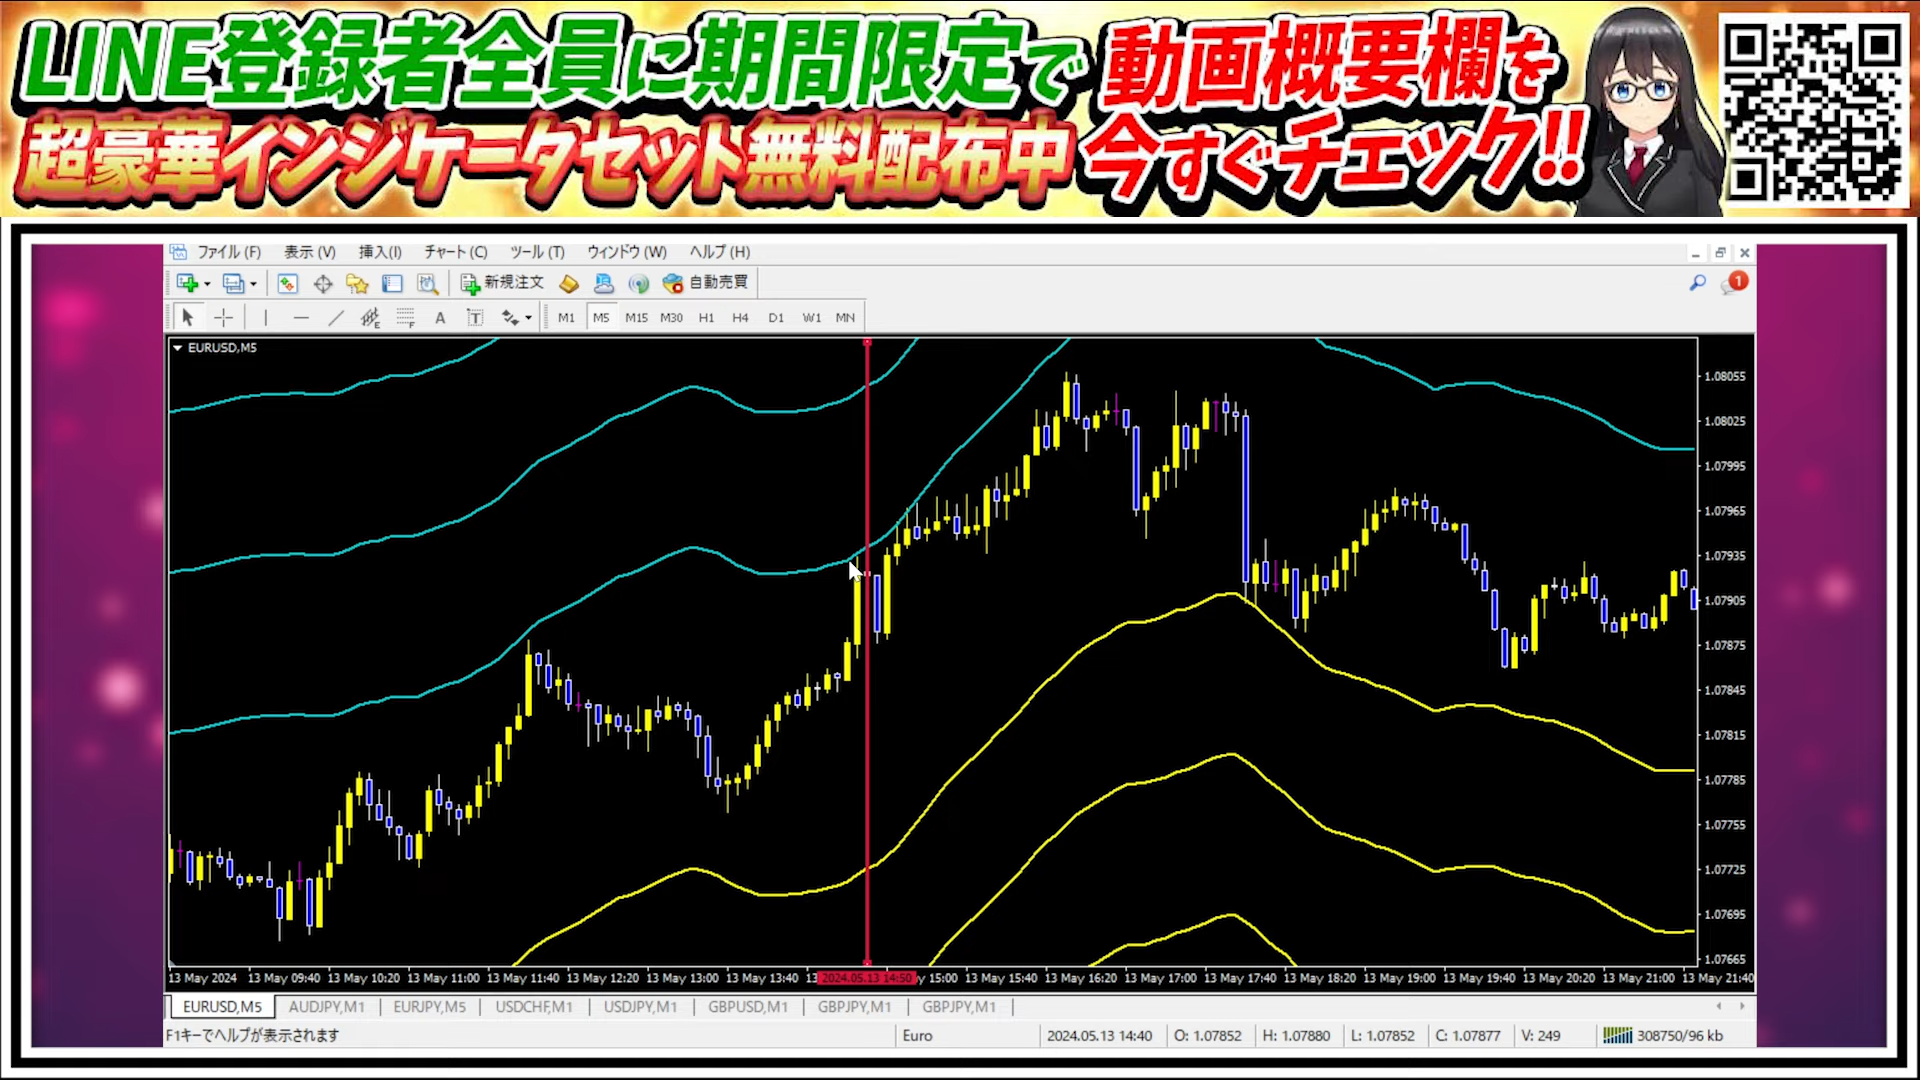 LINE登録者全員に期間限定で 動画概要欄を
超豪華インジケータセット無料配布中 今すぐチェック!!
ファイル (F) 表示 (V) 挿入(I) チャート (C) ツール (T) ウィンドウ (W) ヘルプ (H)
新規注文 自動売買 1
E F A T M1 M5 M15 M30 H1 H4 D1 W1 MN
EURUSD,M5
1.08055
1.08025
1.07995
1.07965
1.07935
1.07905
1.07875
1.07845
1.07815
1.07785
1.07755
1.07725
1.07695
1.07665
13 May 2024 13 May 09:40 13 May 10:20 13 May 11:00 13 May 11:40 13 May 12:20 13 May 13:00 13 May 13:40 13 2024.05.13 14:50 y 15:00 13 May 15:40 13 May 16:20 13 May 17:00 13 May 17:40 13 May 18:20 13 May 19:00 13 May 19:40 13 May 20:20 13 May 21:00 13 May 21:40
EURUSD,M5 AUDJPY,M1 EURJPY,M5 USDCHF,M1 USDJPY,M1 GBPUSD,M1 GBPJPY,M1 GBPJPY,M1
F1キーでヘルプが表示されます Euro 2024.05.13 14:40 O: 1.07852 H: 1.07880 L: 1.07852 C: 1.07877 V: 249 308750/96 kb